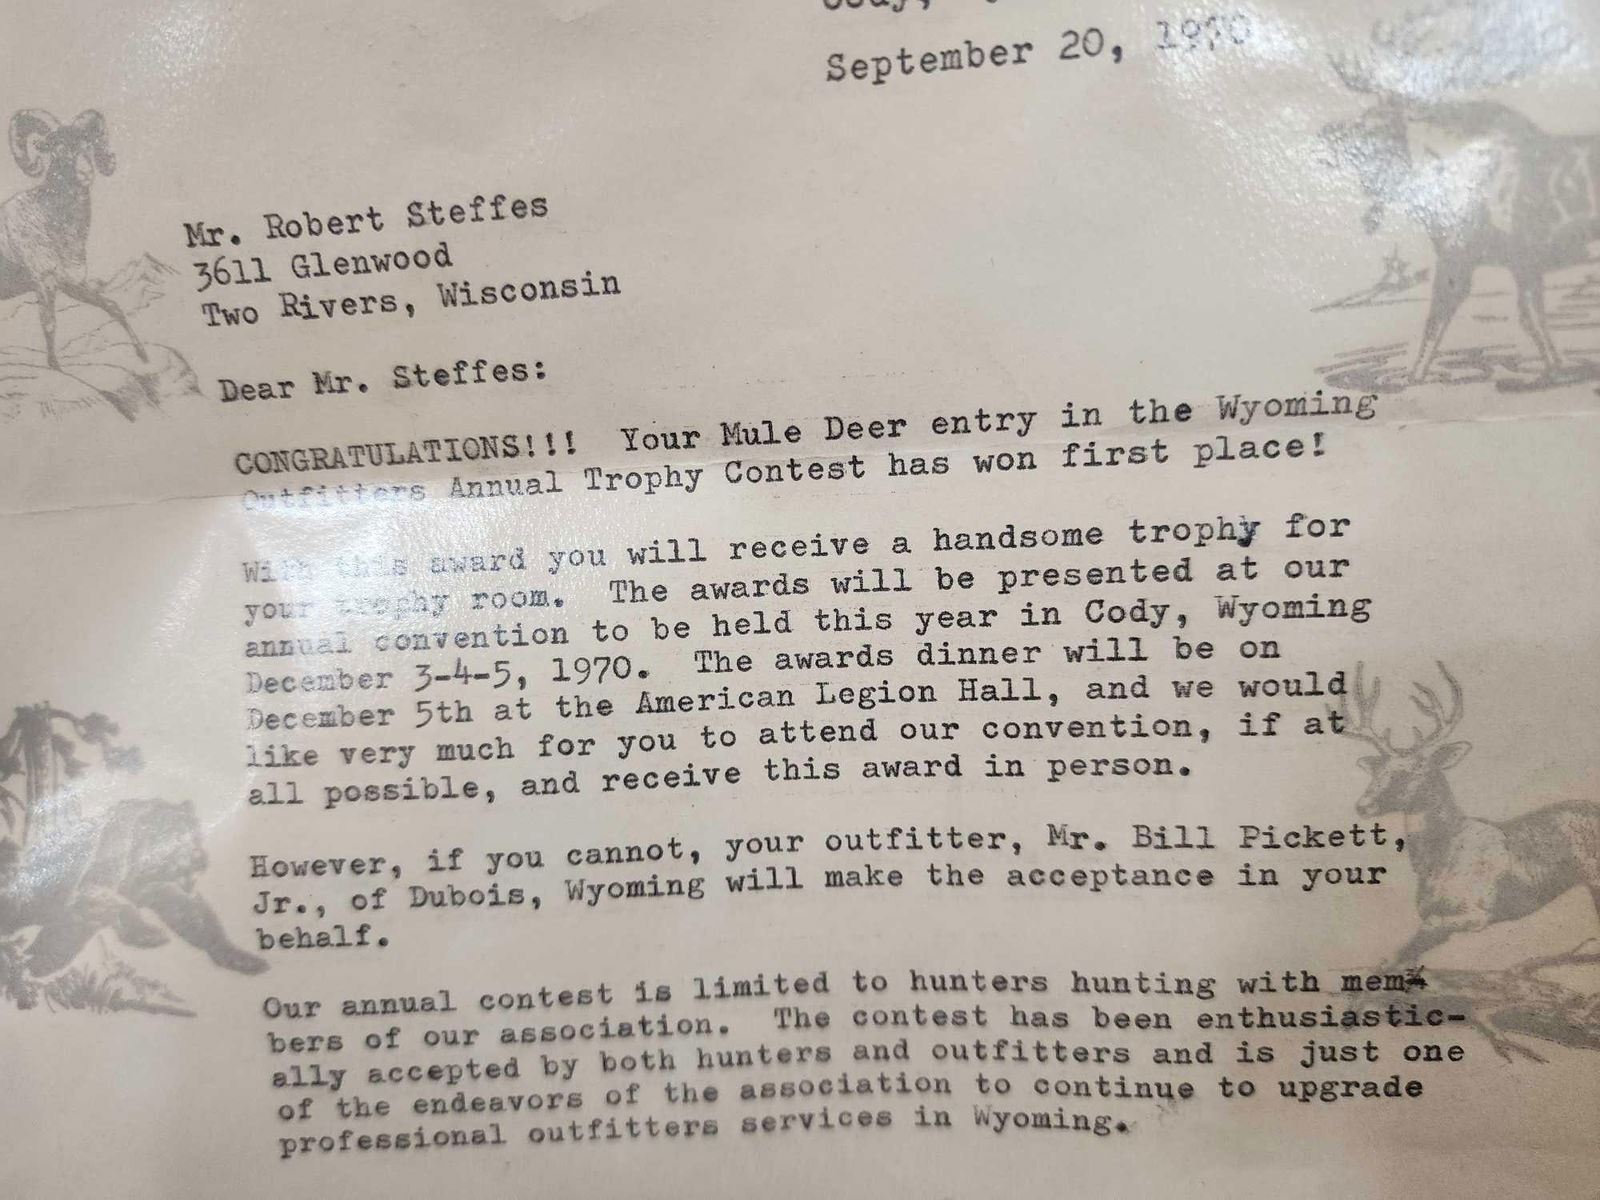 Cody,
September 20, 1970
Mr. Robert Steffes
3611 Glenwood
Two Rivers, Wisconsin
Dear Mr. Steffes:
CONGRATULATIONS!!! Your Mule Deer entry in the Wyoming
Outfitters Annual Trophy Contest has won first place!
With this award you will receive a handsome trophy for
your trophy room. The awards will be presented at our
annual convention to be held this year in Cody, Wyoming
December 3-4-5, 1970. The awards dinner will be on
December 5th at the American Legion Hall, and we would
like very much for you to attend our convention, if at
all possible, and receive this award in person.
However, if you cannot, your outfitter, Mr. Bill Pickett,
Jr., of Dubois, Wyoming will make the acceptance in your
behalf.
Our annual contest is limited to hunters hunting with mem-
bers of our association. The contest has been enthusiastic-
ally accepted by both hunters and outfitters and is just one
of the endeavors of the association to continue to upgrade
professional outfitters services in Wyoming.